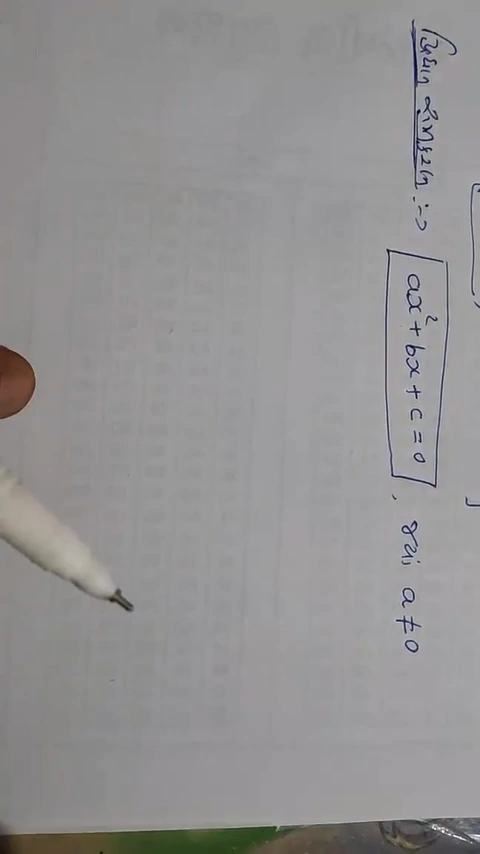 દ્વિઘાત સમીકરણ :→ ax² + bx + c = 0 , જ્યાં a ≠ 0